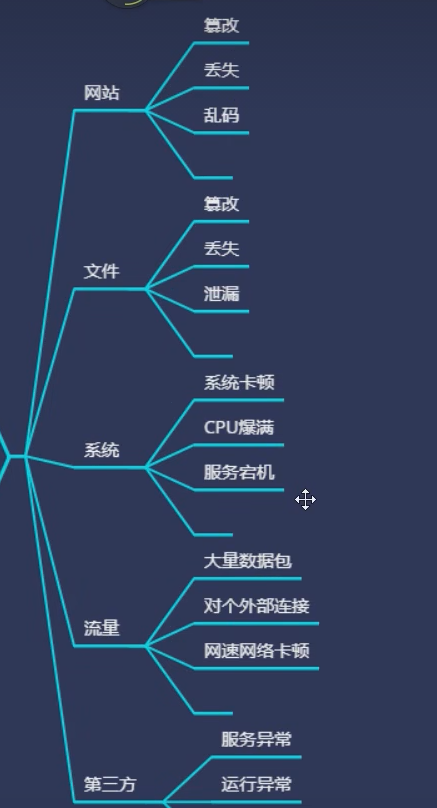 网站
篡改
丢失
乱码
文件
篡改
丢失
泄漏
系统
系统卡顿
CPU爆满
服务宕机
流量
大量数据包
对个外部连接
网速网络卡顿
第三方
服务异常
运行异常